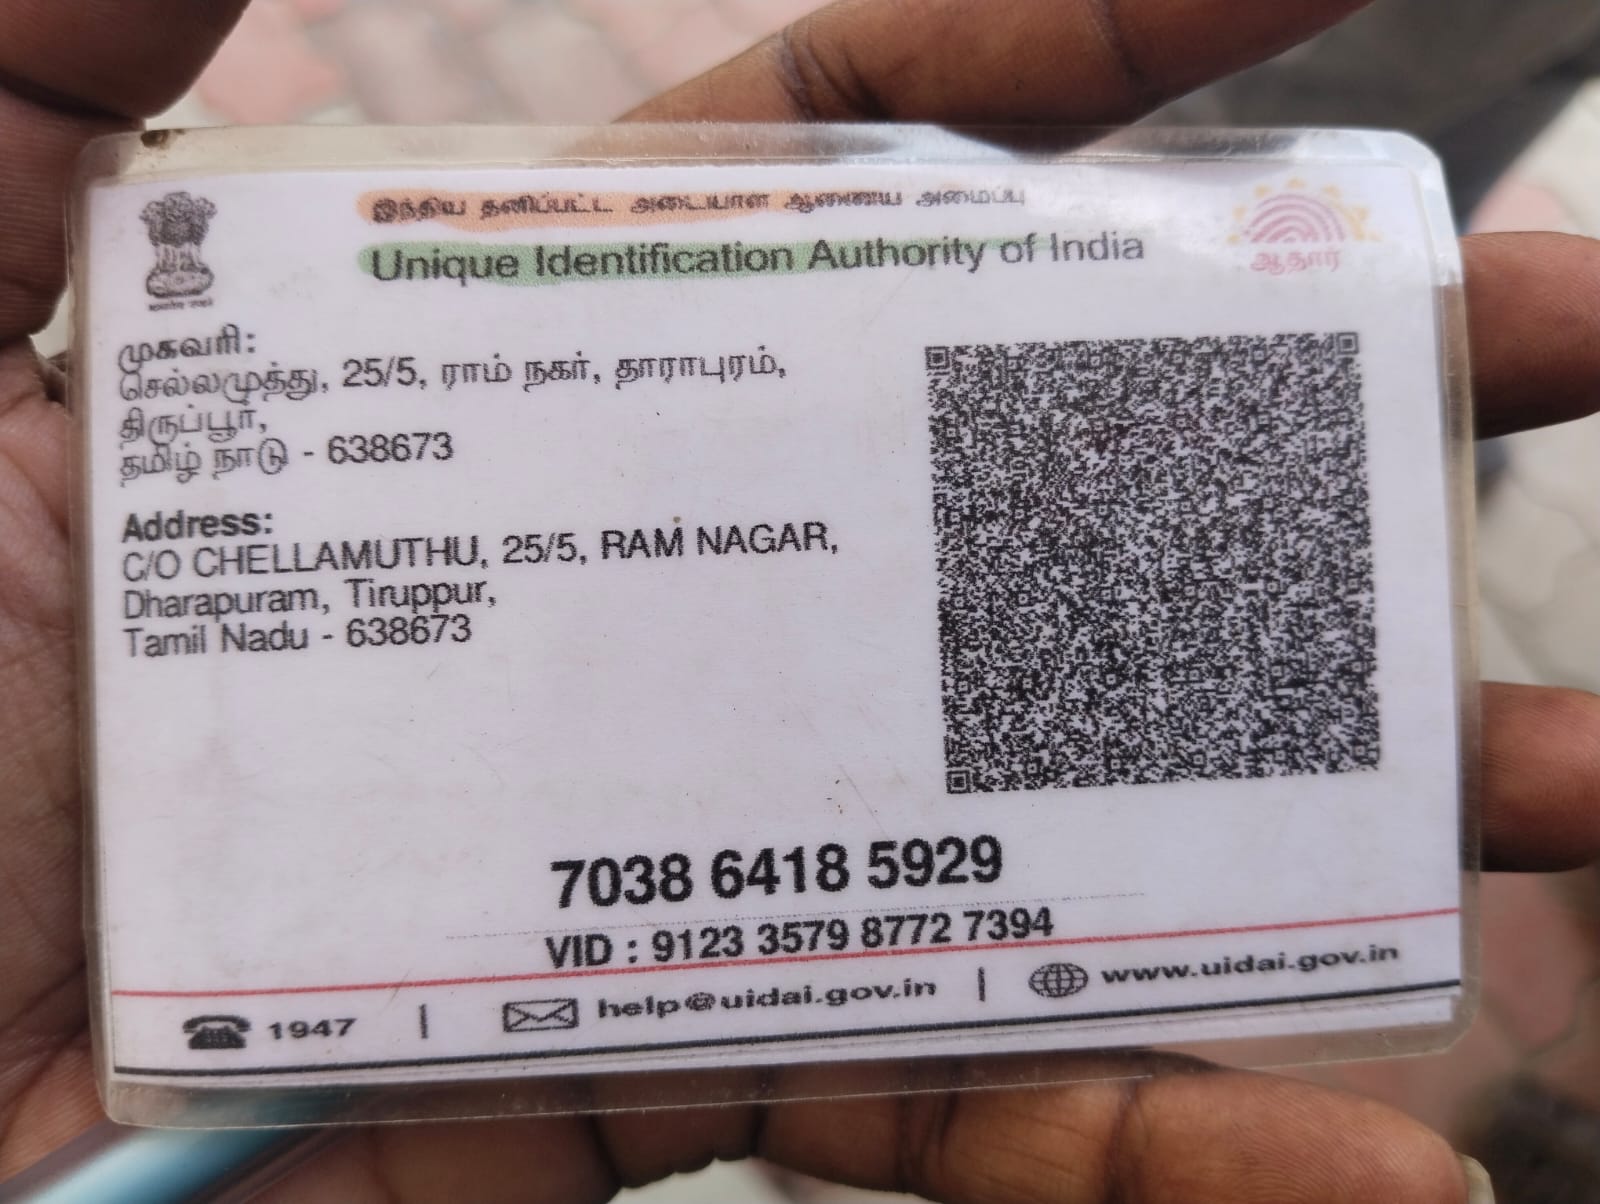 இந்திய தனிப்பட்ட அடையாள ஆணைய அமைப்பு
Unique Identification Authority of India
ஆதார்
முகவரி:
செல்லமுத்து, 25/5, ராம் நகர், தாராபுரம்,
திருப்பூர்,
தமிழ் நாடு - 638673
Address:
C/O CHELLAMUTHU, 25/5, RAM NAGAR,
Dharapuram, Tiruppur,
Tamil Nadu - 638673
7038 6418 5929
VID : 9123 3579 8772 7394
1947 | help@uidai.gov.in | www.uidai.gov.in